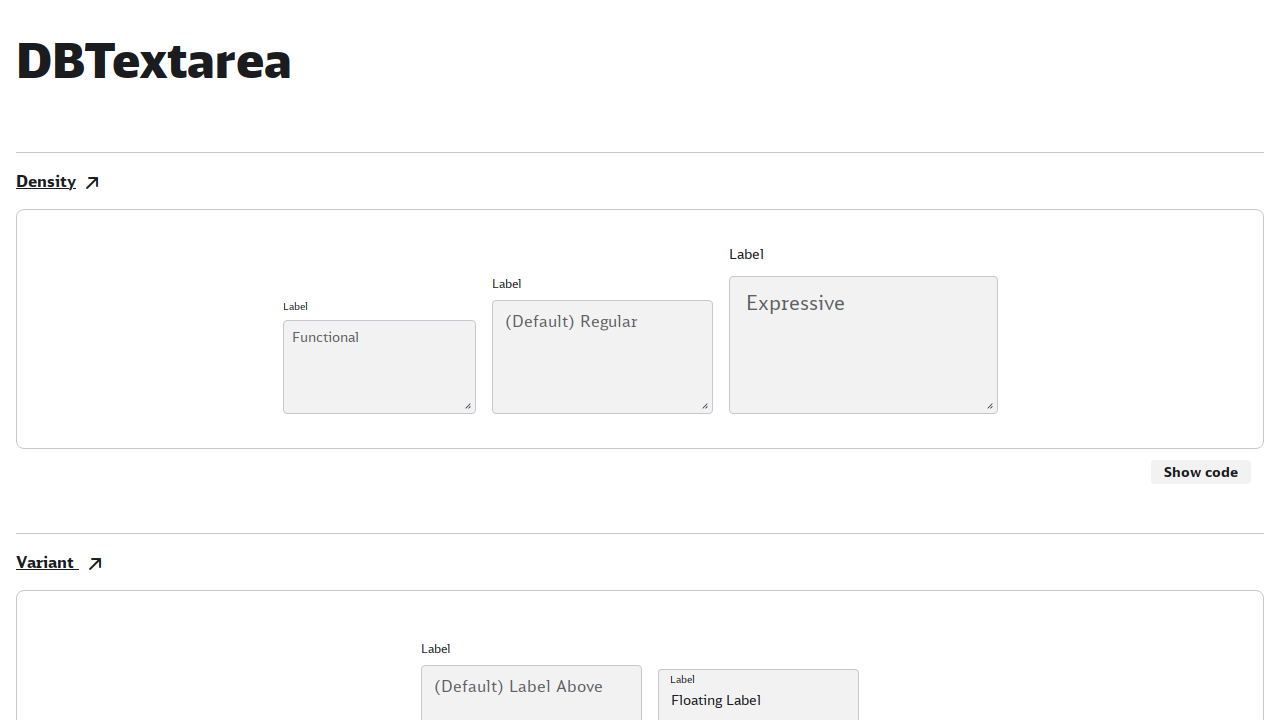 DBTextarea
Density
Label
Functional
Label
(Default) Regular
Label
Expressive
Show code
Variant
Label
(Default) Label Above
Label
Floating Label